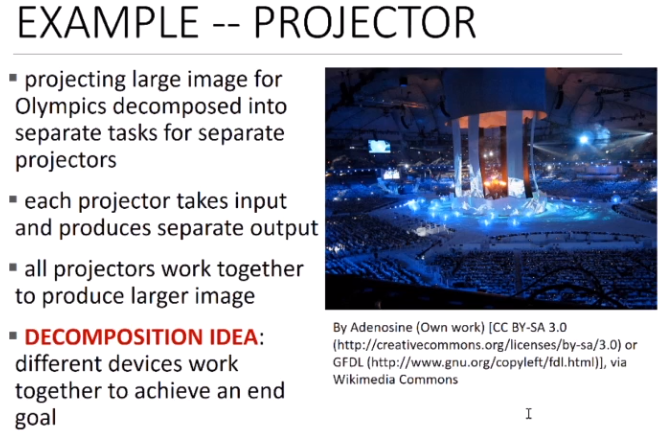 EXAMPLE -- PROJECTOR
▪ projecting large image for
Olympics decomposed into
separate tasks for separate
projectors
▪ each projector takes input
and produces separate output
▪ all projectors work together
to produce larger image
▪ DECOMPOSITION IDEA:
different devices work
together to achieve an end
goal
By Adenosine (Own work) [CC BY-SA 3.0
(http://creativecommons.org/licenses/by-sa/3.0) or
GFDL (http://www.gnu.org/copyleft/fdl.html)], via
Wikimedia Commons